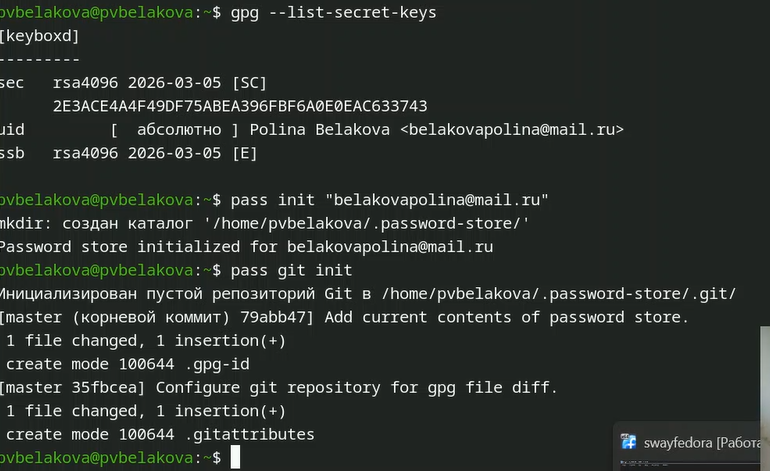 pvbelakova@pvbelakova:~$ gpg --list-secret-keys
[keyboxd]
---------
sec   rsa4096 2026-03-05 [SC]
      2E3ACE4A4F49DF75ABEA396FBF6A0E0EAC633743
uid         [  абсолютно ] Polina Belakova <belakovapolina@mail.ru>
ssb   rsa4096 2026-03-05 [E]
pvbelakova@pvbelakova:~$ pass init "belakovapolina@mail.ru"
mkdir: создан каталог '/home/pvbelakova/.password-store/'
Password store initialized for belakovapolina@mail.ru
pvbelakova@pvbelakova:~$ pass git init
Инициализирован пустой репозиторий Git в /home/pvbelakova/.password-store/.git/
[master (корневой коммит) 79abb47] Add current contents of password store.
 1 file changed, 1 insertion(+)
 create mode 100644 .gpg-id
[master 35fbcea] Configure git repository for gpg file diff.
 1 file changed, 1 insertion(+)
 create mode 100644 .gitattributes
pvbelakova@pvbelakova:~$
swayfedora [Работа